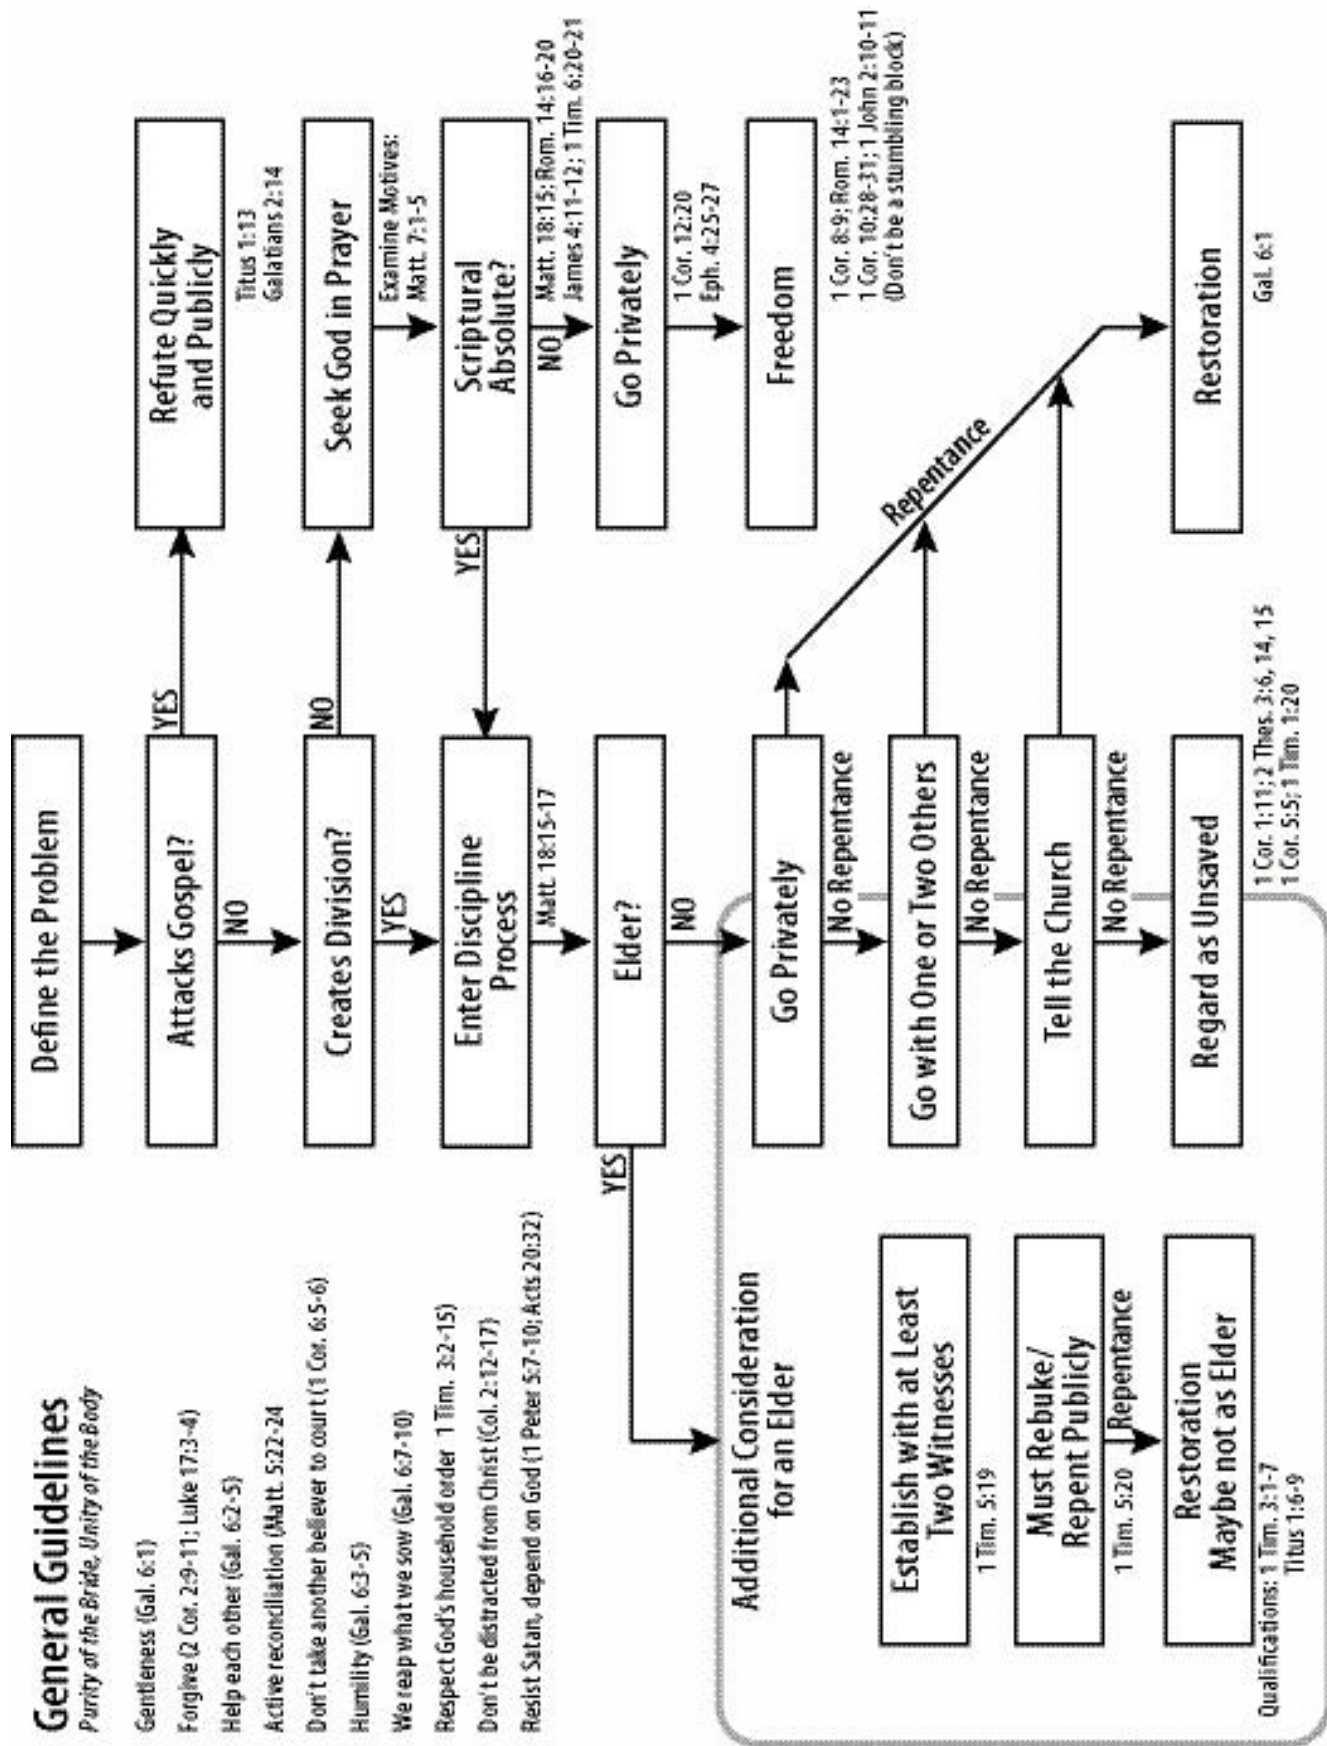 General Guidelines
Purity of the Bride, Unity of the Body
Gentleness (Gal. 6:1)
Forgive (2 Cor. 2:9-11; Luke 17:3-4)
Help each other (Gal. 6:2-5)
Active reconciliation (Matt. 5:22-24
Don't take another believer to court (1 Cor. 6:5-6)
Humility (Gal. 6:3-5)
We reap what we sow (Gal. 6:7-10)
Respect God's household order 1 Tim. 3:2-15)
Don't be distracted from Christ (Col. 2:12-17)
Resist Satan, depend on God (1 Peter 5:7-10; Acts 20:32)
Define the Problem
Attacks Gospel?
YES
Refute Quickly
and Publicly
Titus 1:13
Galatians 2:14
NO
Creates Division?
NO
Seek God in Prayer
Examine Motives:
Matt. 7:1-5
YES
Enter Discipline
Process
YES
Scriptural
Absolute?
NO
Matt. 18:15; Rom. 14:16-20
James 4:11-12; 1 Tim. 6:20-21
Matt. 18:15-17
Go Privately
1 Cor. 12:20
Eph. 4:25-27
Freedom
1 Cor. 8:9; Rom. 14:1-23
1 Cor. 10:28-31; 1 John 2:10-11
(Don't be a stumbling block)
Elder?
YES
NO
Additional Consideration
for an Elder
Establish with at Least
Two Witnesses
1 Tim. 5:19
Must Rebuke/
Repent Publicly
1 Tim. 5:20
Repentance
Restoration
Maybe not as Elder
Qualifications: 1 Tim. 3:1-7
Titus 1:6-9
Go Privately
No Repentance
Go with One or Two Others
No Repentance
Tell the Church
No Repentance
Regard as Unsaved
1 Cor. 1:11; 2 Thes. 3:6, 14, 15
1 Cor. 5:5; 1 Tim. 1:20
Repentance
Restoration
Gal. 6:1